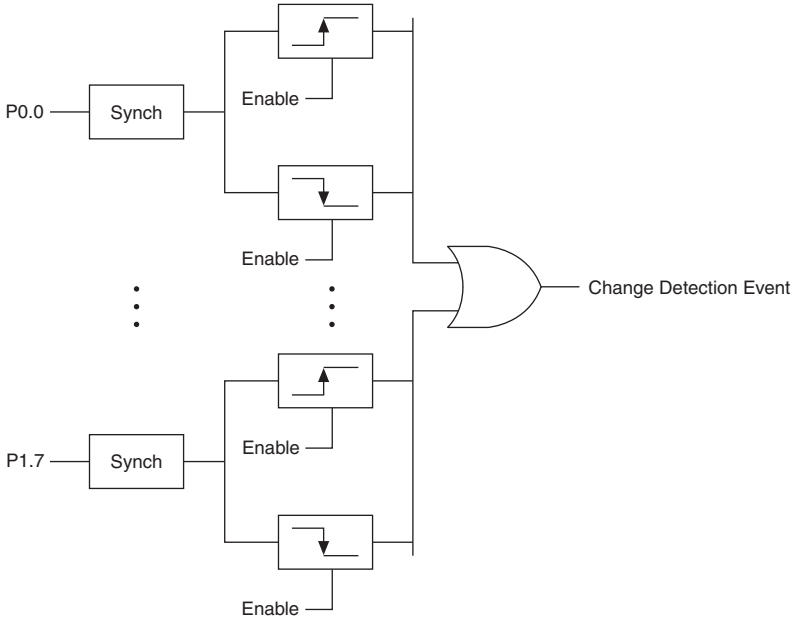 Enable
P0.0
Synch
Enable
Change Detection Event
Enable
P1.7
Synch
Enable